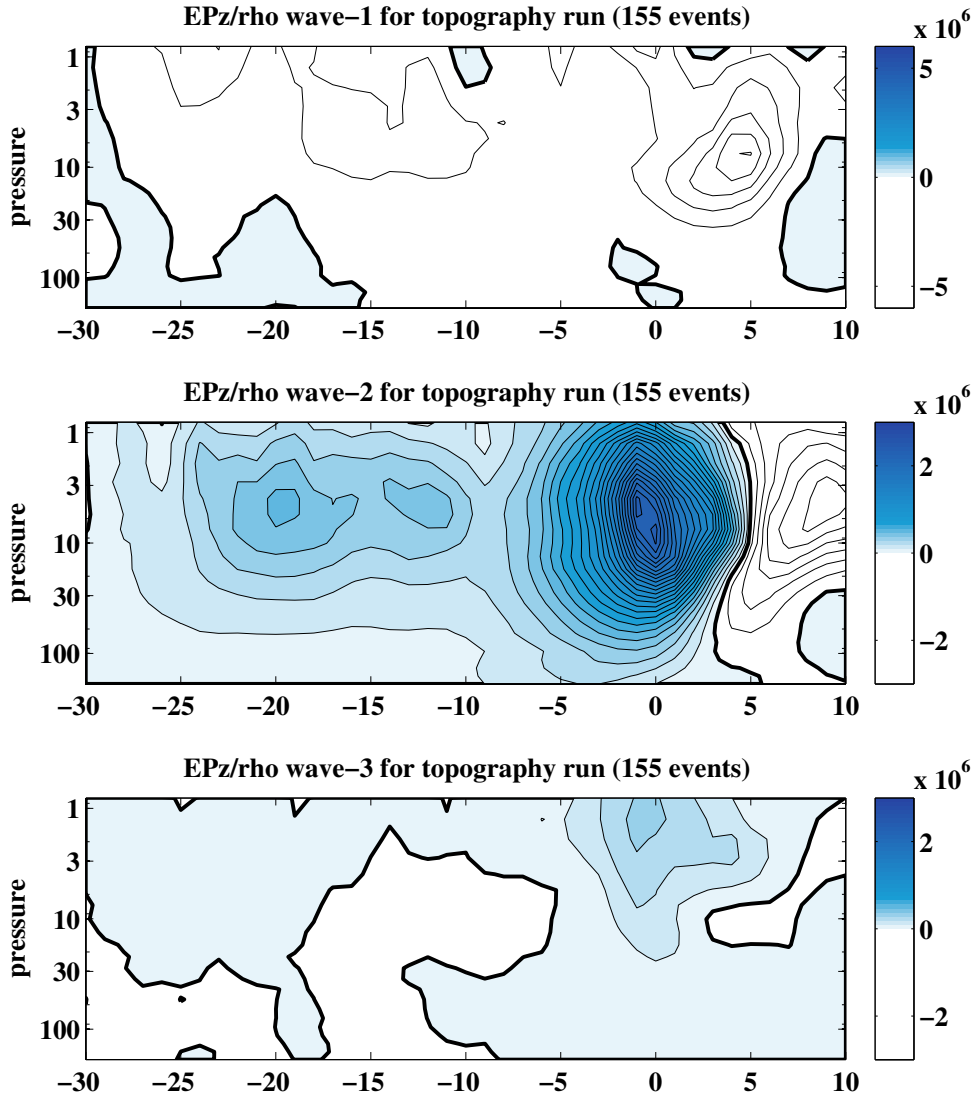 EPz/rho wave−1 for topography run (155 events)
x 10^6
pressure
1
3
10
30
100
5
0
−5
−30 −25 −20 −15 −10 −5 0 5 10
EPz/rho wave−2 for topography run (155 events)
x 10^6
pressure
1
3
10
30
100
2
0
−2
−30 −25 −20 −15 −10 −5 0 5 10
EPz/rho wave−3 for topography run (155 events)
x 10^6
pressure
1
3
10
30
100
2
0
−2
−30 −25 −20 −15 −10 −5 0 5 10